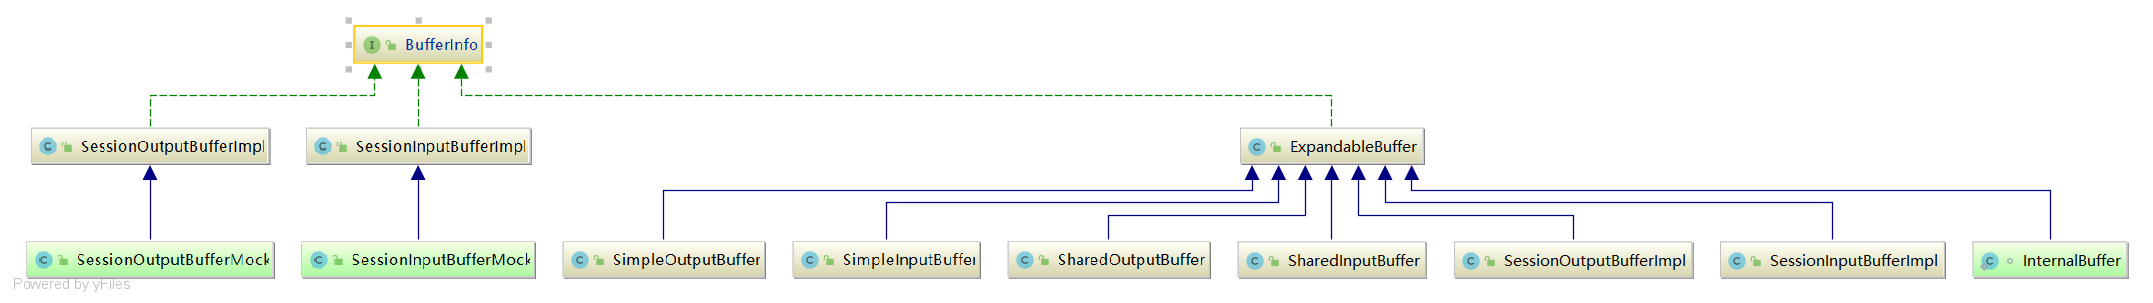 BufferInfo
SessionOutputBufferImpl
SessionInputBufferImpl
ExpandableBuffer
SessionOutputBufferMock
SessionInputBufferMock
SimpleOutputBuffer
SimpleInputBuffer
SharedOutputBuffer
SharedInputBuffer
SessionOutputBufferImpl
SessionInputBufferImpl
InternalBuffer
Powered by yFiles